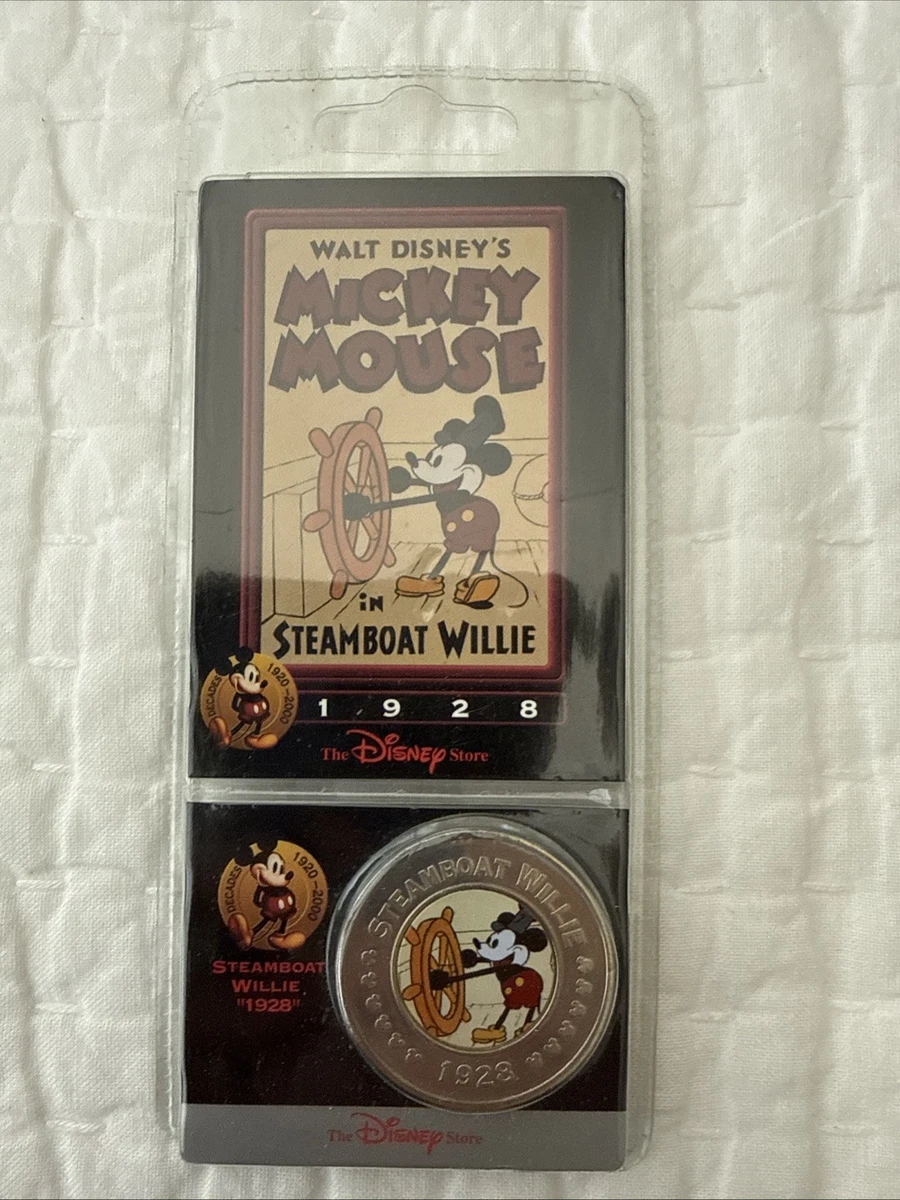 WALT DISNEY'S
MICKEY
MOUSE
iN
STEAMBOAT WILLIE
DECADES 1920-2000
1 9 2 8
The Disney Store
DECADES 1920-2000
STEAMBOAT
WILLIE
"1928"
STEAMBOAT WILLIE
1928
The Disney Store